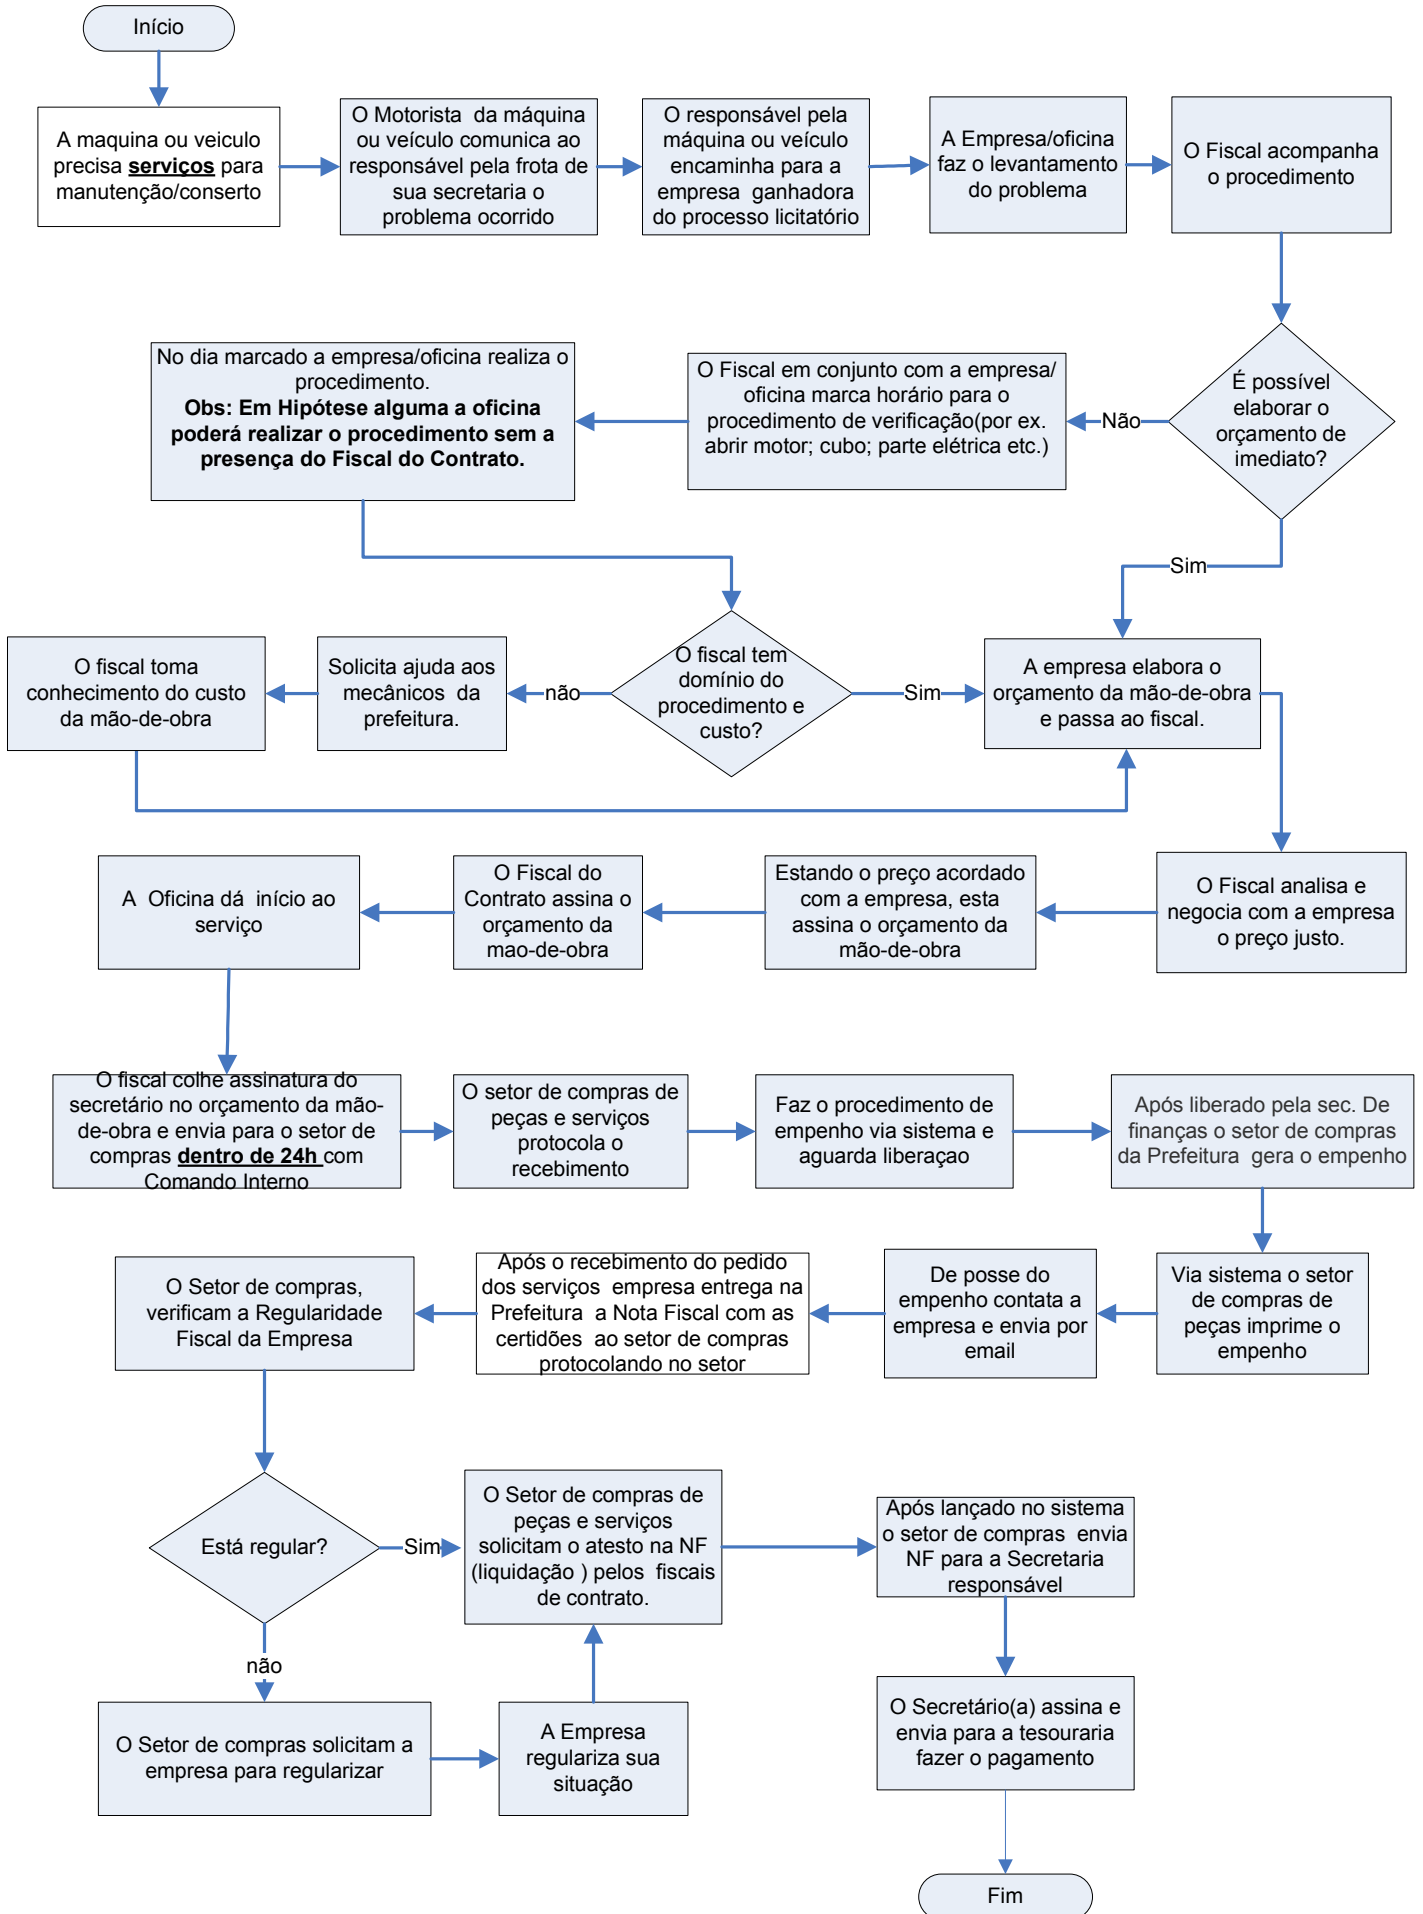 Início
A maquina ou veiculo
precisa serviços para
manutenção/conserto
O Motorista da máquina
ou veículo comunica ao
responsável pela frota de
sua secretaria o
problema ocorrido
O responsável pela
máquina ou veículo
encaminha para a
empresa ganhadora
do processo licitatório
A Empresa/oficina
faz o levantamento
do problema
O Fiscal acompanha
o procedimento
É possível
elaborar o
orçamento de
imediato?
Não
O Fiscal em conjunto com a empresa/
oficina marca horário para o
procedimento de verificação(por ex.
abrir motor; cubo; parte elétrica etc.)
No dia marcado a empresa/oficina realiza o
procedimento.
Obs: Em Hipótese alguma a oficina
poderá realizar o procedimento sem a
presença do Fiscal do Contrato.
Sim
O fiscal tem
domínio do
procedimento e
custo?
não
Solicita ajuda aos
mecânicos da
prefeitura.
O fiscal toma
conhecimento do custo
da mão-de-obra
Sim
A empresa elabora o
orçamento da mão-de-obra
e passa ao fiscal.
O Fiscal analisa e
negocia com a empresa
o preço justo.
Estando o preço acordado
com a empresa, esta
assina o orçamento da
mão-de-obra
O Fiscal do
Contrato assina o
orçamento da
mao-de-obra
A Oficina dá início ao
serviço
O fiscal colhe assinatura do
secretário no orçamento da mão-
de-obra e envia para o setor de
compras dentro de 24h com
Comando Interno
O setor de compras de
peças e serviços
protocola o
recebimento
Faz o procedimento de
empenho via sistema e
aguarda liberaçao
Após liberado pela sec. De
finanças o setor de compras
da Prefeitura gera o empenho
Via sistema o setor
de compras de
peças imprime o
empenho
De posse do
empenho contata a
empresa e envia por
email
Após o recebimento do pedido
dos serviços empresa entrega na
Prefeitura a Nota Fiscal com as
certidões ao setor de compras
protocolando no setor
O Setor de compras,
verificam a Regularidade
Fiscal da Empresa
Está regular?
Sim
O Setor de compras de
peças e serviços
solicitam o atesto na NF
(liquidação ) pelos fiscais
de contrato.
Após lançado no sistema
o setor de compras envia
NF para a Secretaria
responsável
não
O Setor de compras solicitam a
empresa para regularizar
A Empresa
regulariza sua
situação
O Secretário(a) assina e
envia para a tesouraria
fazer o pagamento
Fim